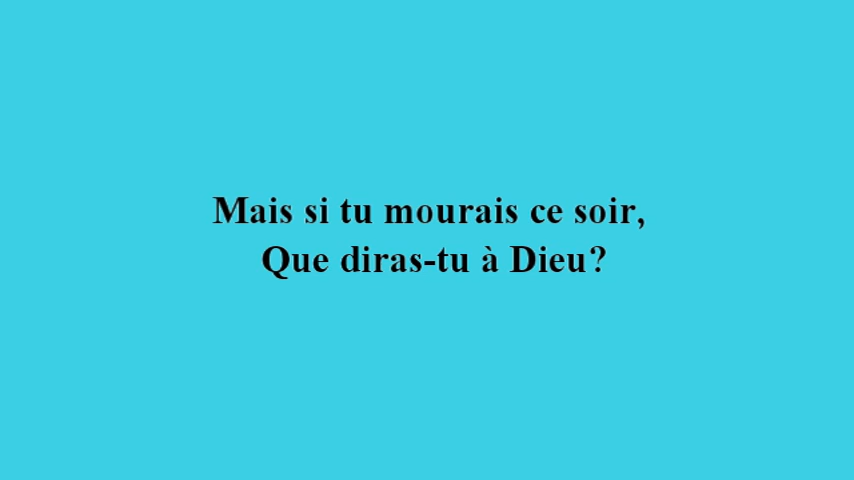 Mais si tu mourais ce soir,
Que diras-tu à Dieu?